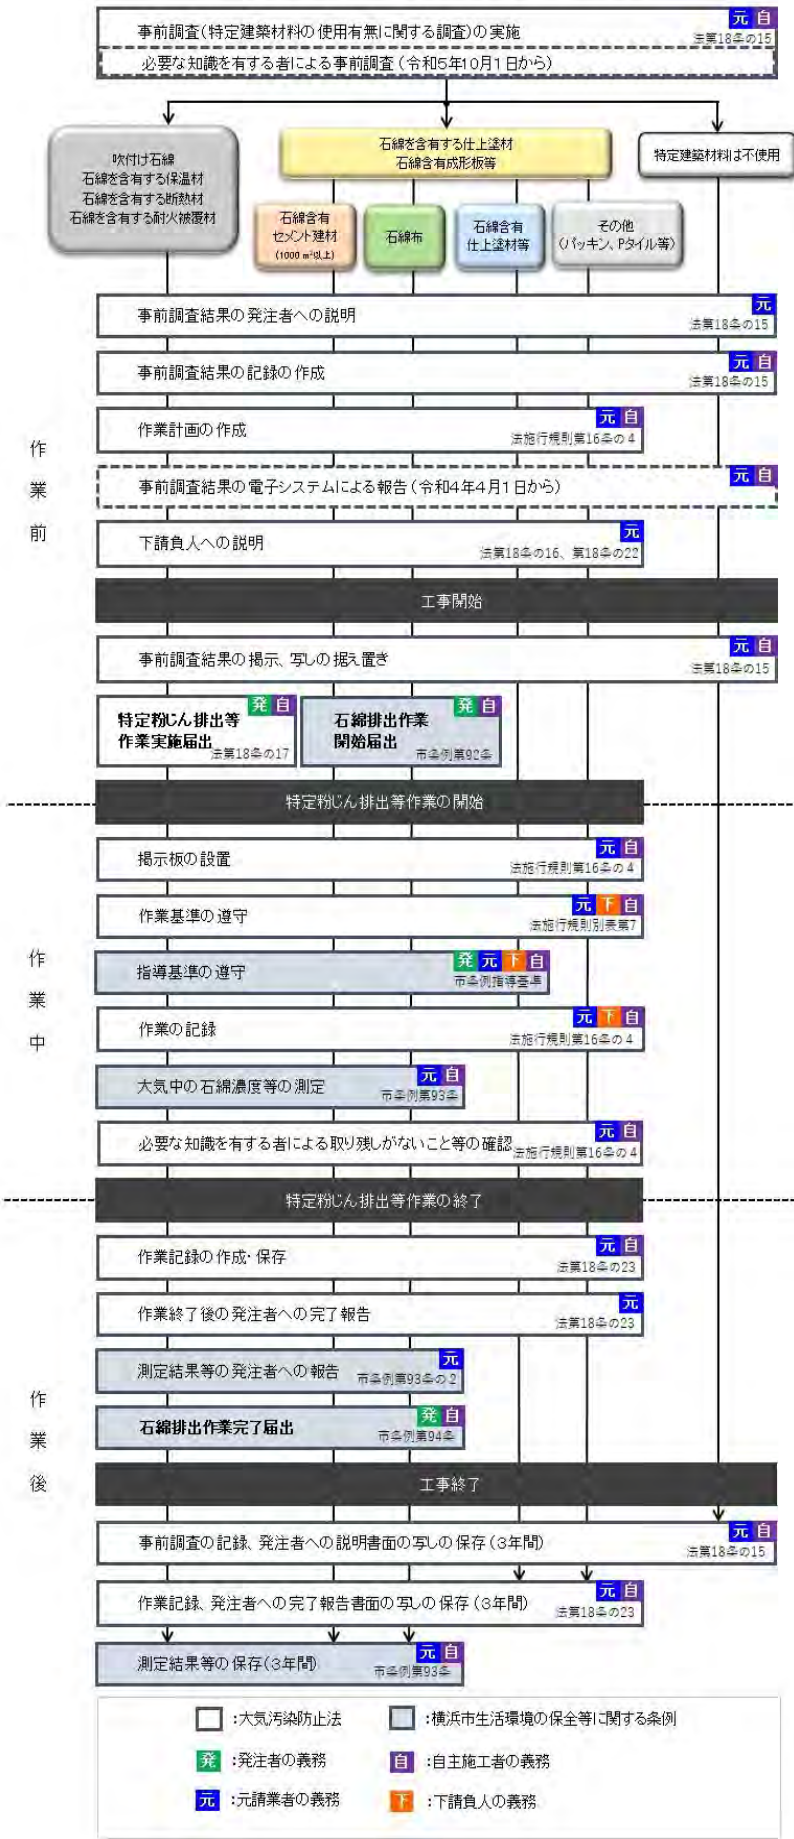 事前調査(特定建築材料の使用有無に関する調査)の実施
元 自
法第18条の15
必要な知識を有する者による事前調査(令和5年10月1日から)
吹付け石綿
石綿を含有する保温材
石綿を含有する断熱材
石綿を含有する耐火被覆材
石綿を含有する仕上塗材
石綿含有成形板等
特定建築材料は不使用
石綿含有
セメント建材
(1000㎡以上)
石綿布
石綿含有
仕上塗材等
その他
(パッキン、Pタイル等)
作業前
事前調査結果の発注者への説明
元
法第18条の15
事前調査結果の記録の作成
元 自
法第18条の15
作業計画の作成
元 自
法施行規則第16条の4
事前調査結果の電子システムによる報告(令和4年4月1日から)
元 自
下請負人への説明
元
法第18条の16、第18条の22
工事開始
事前調査結果の掲示、写しの据え置き
元 自
法第18条の15
発 自
特定粉じん排出等
作業実施届出
法第18条の17
発 自
石綿排出作業
開始届出
市条例第92条
特定粉じん排出等作業の開始
作業中
掲示板の設置
元 自
法施行規則第16条の4
作業基準の遵守
元 下 自
法施行規則別表第7
指導基準の遵守
発 元 下 自
市条例指導基準
作業の記録
元 下 自
法施行規則第16条の4
大気中の石綿濃度等の測定
元 自
市条例第93条
必要な知識を有する者による取り残しがないこと等の確認
元 自
法施行規則第16条の4
特定粉じん排出等作業の終了
作業後
作業記録の作成・保存
元 自
法第18条の23
作業終了後の発注者への完了報告
元
法第18条の23
測定結果等の発注者への報告
元
市条例第93条の2
石綿排出作業完了届出
発 自
市条例第94条
工事終了
事前調査の記録、発注者への説明書面の写しの保存(3年間)
元 自
法第18条の15
作業記録、発注者への完了報告書面の写しの保存(3年間)
元 自
法第18条の23
測定結果等の保存(3年間)
元 自
市条例第93条
:大気汚染防止法
:横浜市生活環境の保全等に関する条例
発 :発注者の義務
自 :自主施工者の義務
元 :元請業者の義務
下 :下請負人の義務